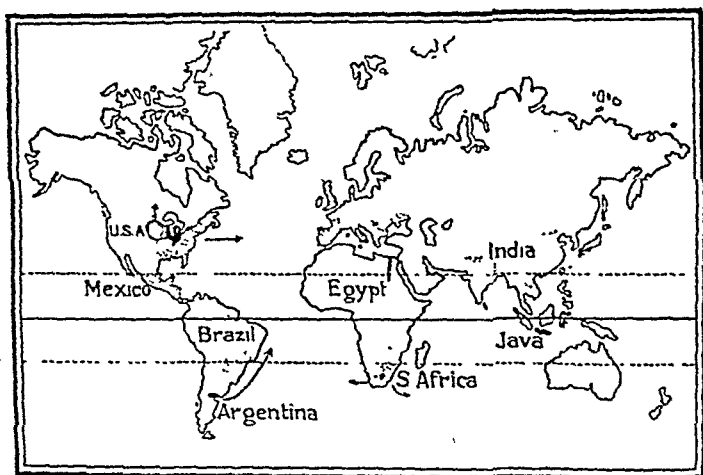 U.S.A
India
Mexico
Egypt
Brazil
Java
S Africa
Argentina